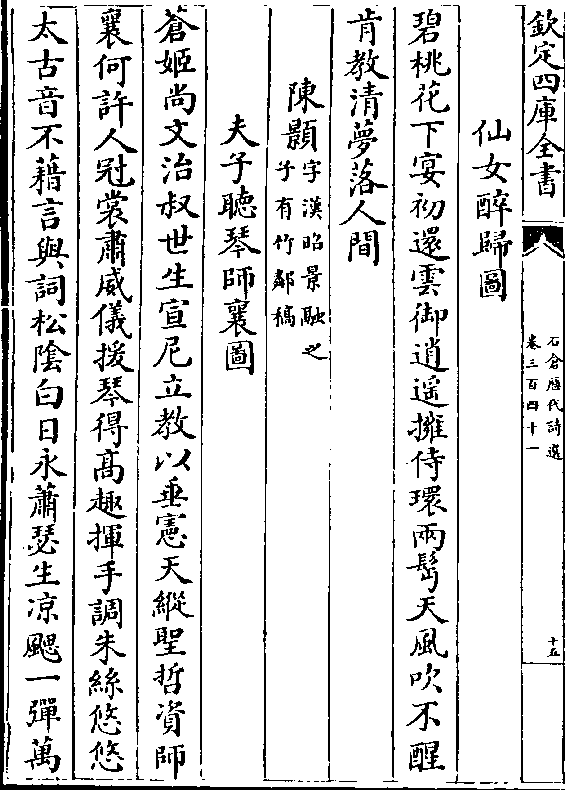 欽定四庫全書
石倉歷代詩選
卷三百四十一
十五
仙女醉歸圖
碧桃花下宴初還雲御逍遥擁侍環兩髩天風吹不醒
肯教清夢落人間
陳顥字漢昭景融之
子有竹鄰稿
夫子聽琴師襄圖
蒼姬尚文治叔世生宣尼立教以垂憲天縱聖哲資師
襄何許人冠裳肅威儀援琴得髙趣揮手調朱絲悠悠
太古音不藉言與詞松陰白日永蕭瑟生凉颸一彈萬